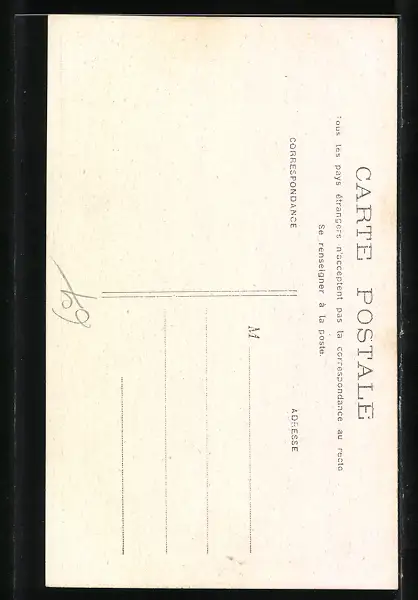 CARTE POSTALE
Tous les pays étrangers n'acceptent pas la correspondance au recto
Se renseigner à la poste.
CORRESPONDANCE
ADRESSE
M